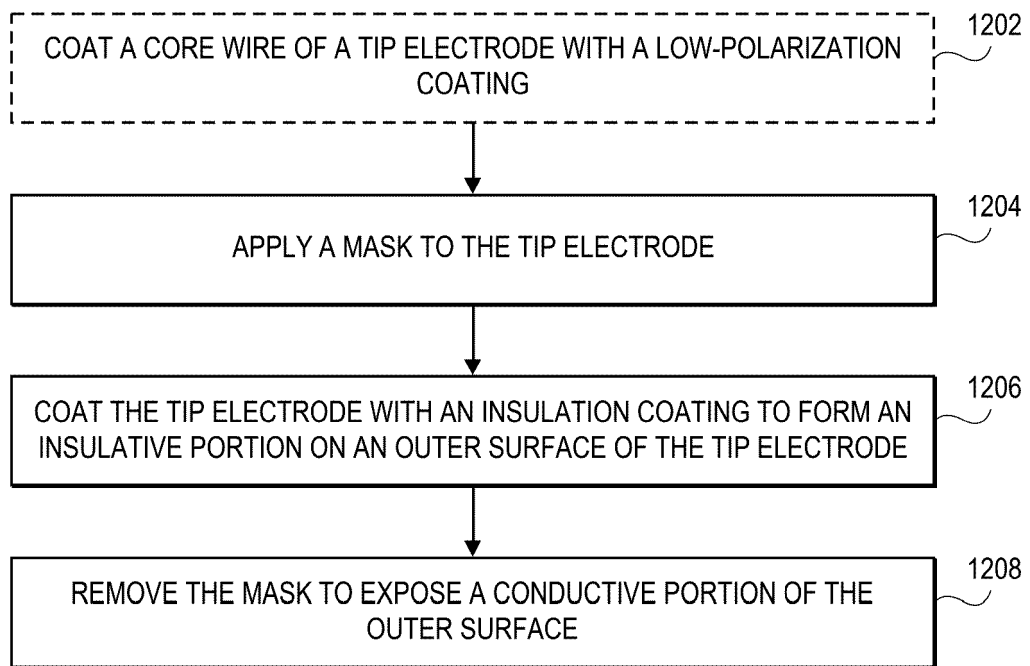 COAT A CORE WIRE OF A TIP ELECTRODE WITH A LOW-POLARIZATION
COATING
1202
APPLY A MASK TO THE TIP ELECTRODE
1204
COAT THE TIP ELECTRODE WITH AN INSULATION COATING TO FORM AN
INSULATIVE PORTION ON AN OUTER SURFACE OF THE TIP ELECTRODE
1206
REMOVE THE MASK TO EXPOSE A CONDUCTIVE PORTION OF THE
OUTER SURFACE
1208